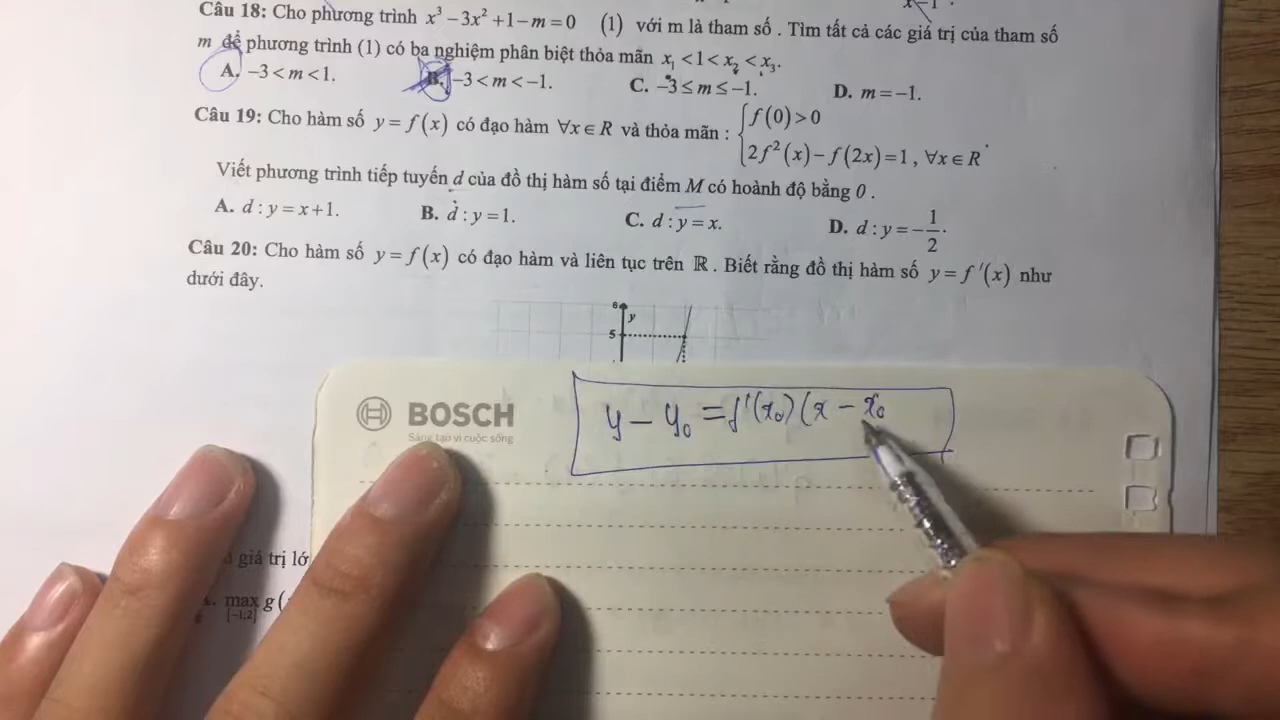 Câu 18: Cho phương trình x³ − 3x² + 1 − m = 0 (1) với m là tham số . Tìm tất cả các giá trị của tham số
m để phương trình (1) có ba nghiệm phân biệt thỏa mãn x₁ < 1 < x₂ < x₃.
A. −3 < m < 1. B. −3 < m < −1. C. −3 ≤ m ≤ −1. D. m = −1.
Câu 19: Cho hàm số y = f(x) có đạo hàm ∀x ∈ R và thỏa mãn : { f(0) > 0
2f²(x) − f(2x) = 1 , ∀x ∈ R .
Viết phương trình tiếp tuyến d của đồ thị hàm số tại điểm M có hoành độ bằng 0 .
A. d : y = x + 1. B. d : y = 1. C. d : y = x. D. d : y = −1/2.
Câu 20: Cho hàm số y = f(x) có đạo hàm và liên tục trên ℝ . Biết rằng đồ thị hàm số y = f '(x) như
dưới đây.
6
y
5
BOSCH
Sáng tạo vì cuộc sống
y − y₀ = f'(x₀)(x − x₀
giá trị lớ
max g(
[−1;2]